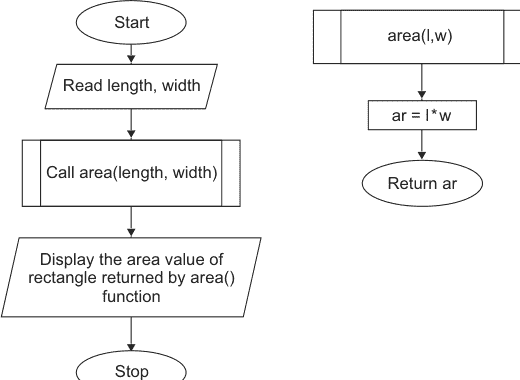 Start
Read length, width
Call area(length, width)
Display the area value of
rectangle returned by area()
function
Stop
area(l,w)
ar = l*w
Return ar